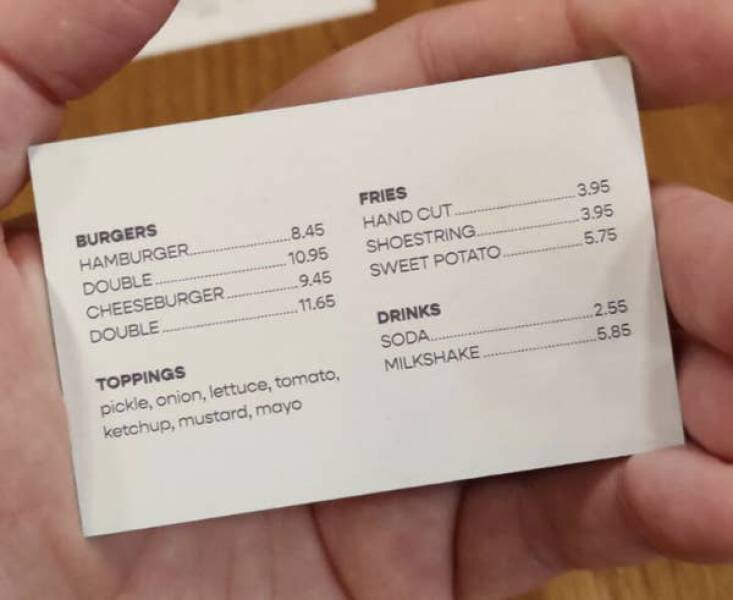 BURGERS
HAMBURGER........................8.45
DOUBLE................................10.95
CHEESEBURGER.................9.45
DOUBLE................................11.65
TOPPINGS
pickle, onion, lettuce, tomato,
ketchup, mustard, mayo
FRIES
HAND CUT............................3.95
SHOESTRING........................3.95
SWEET POTATO...................5.75
DRINKS
SODA......................................2.55
MILKSHAKE..........................5.85